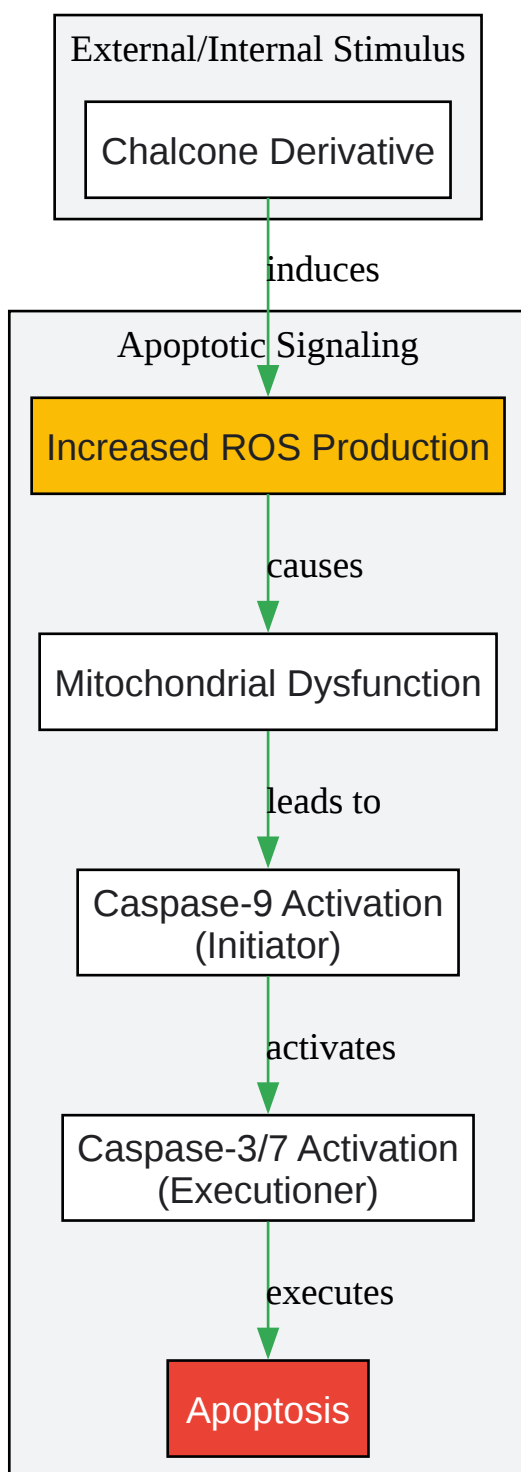 External/Internal Stimulus
Chalcone Derivative
induces
Apoptotic Signaling
Increased ROS Production
causes
Mitochondrial Dysfunction
leads to
Caspase-9 Activation
(Initiator)
activates
Caspase-3/7 Activation
(Executioner)
executes
Apoptosis